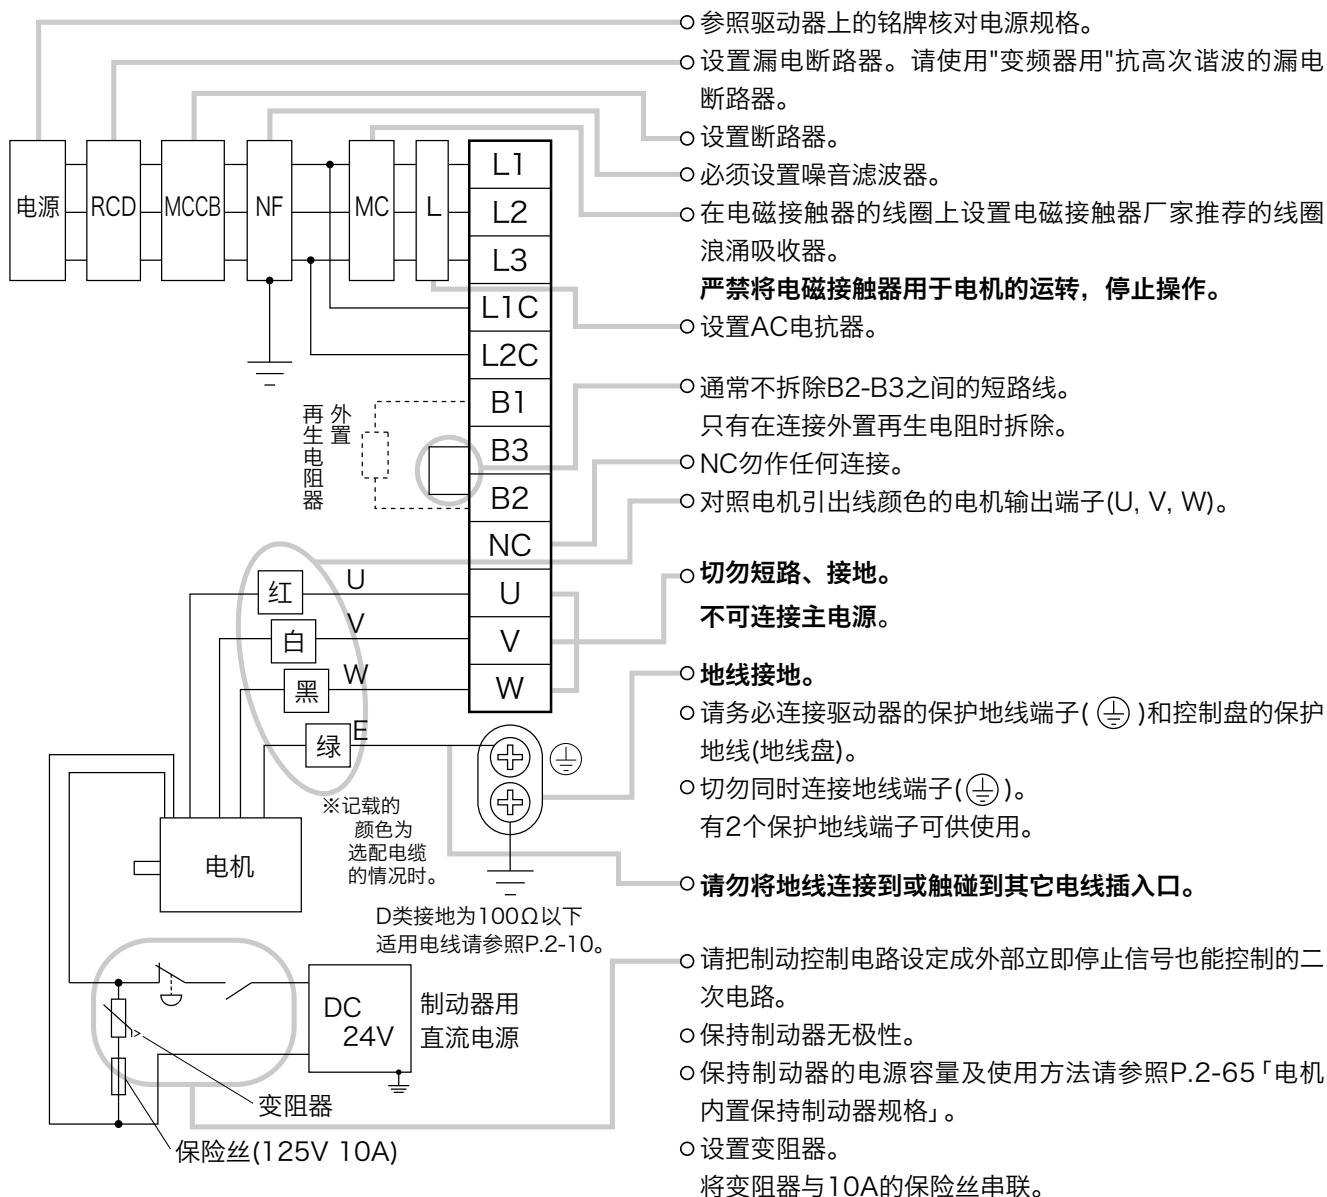 参照驱动器上的铭牌核对电源规格。
设置漏电断路器。请使用"变频器用"抗高次谐波的漏电
断路器。
设置断路器。
必须设置噪音滤波器。
在电磁接触器的线圈上设置电磁接触器厂家推荐的线圈
浪涌吸收器。
严禁将电磁接触器用于电机的运转，停止操作。
设置AC电抗器。
通常不拆除B2-B3之间的短路线。
只有在连接外置再生电阻时拆除。
NC勿作任何连接。
对照电机引出线颜色的电机输出端子(U, V, W)。
切勿短路、接地。
不可连接主电源。
地线接地。
请务必连接驱动器的保护地线端子( ⏚ )和控制盘的保护
地线(地线盘)。
切勿同时连接地线端子(⏚)。
有2个保护地线端子可供使用。
请勿将地线连接到或触碰到其它电线插入口。
请把制动控制电路设定成外部立即停止信号也能控制的二
次电路。
保持制动器无极性。
保持制动器的电源容量及使用方法请参照P.2-65「电机
内置保持制动器规格」。
设置变阻器。
将变阻器与10A的保险丝串联。
电源
RCD
MCCB
NF
MC
L
L1
L2
L3
L1C
L2C
B1
B3
B2
NC
U
V
W
外置
再生电阻器
红
U
白
V
黑
W
绿
E
※记载的
颜色为
选配电缆
的情况时。
电机
D类接地为100Ω以下
适用电线请参照P.2-10。
DC
24V
制动器用
直流电源
变阻器
保险丝(125V 10A)